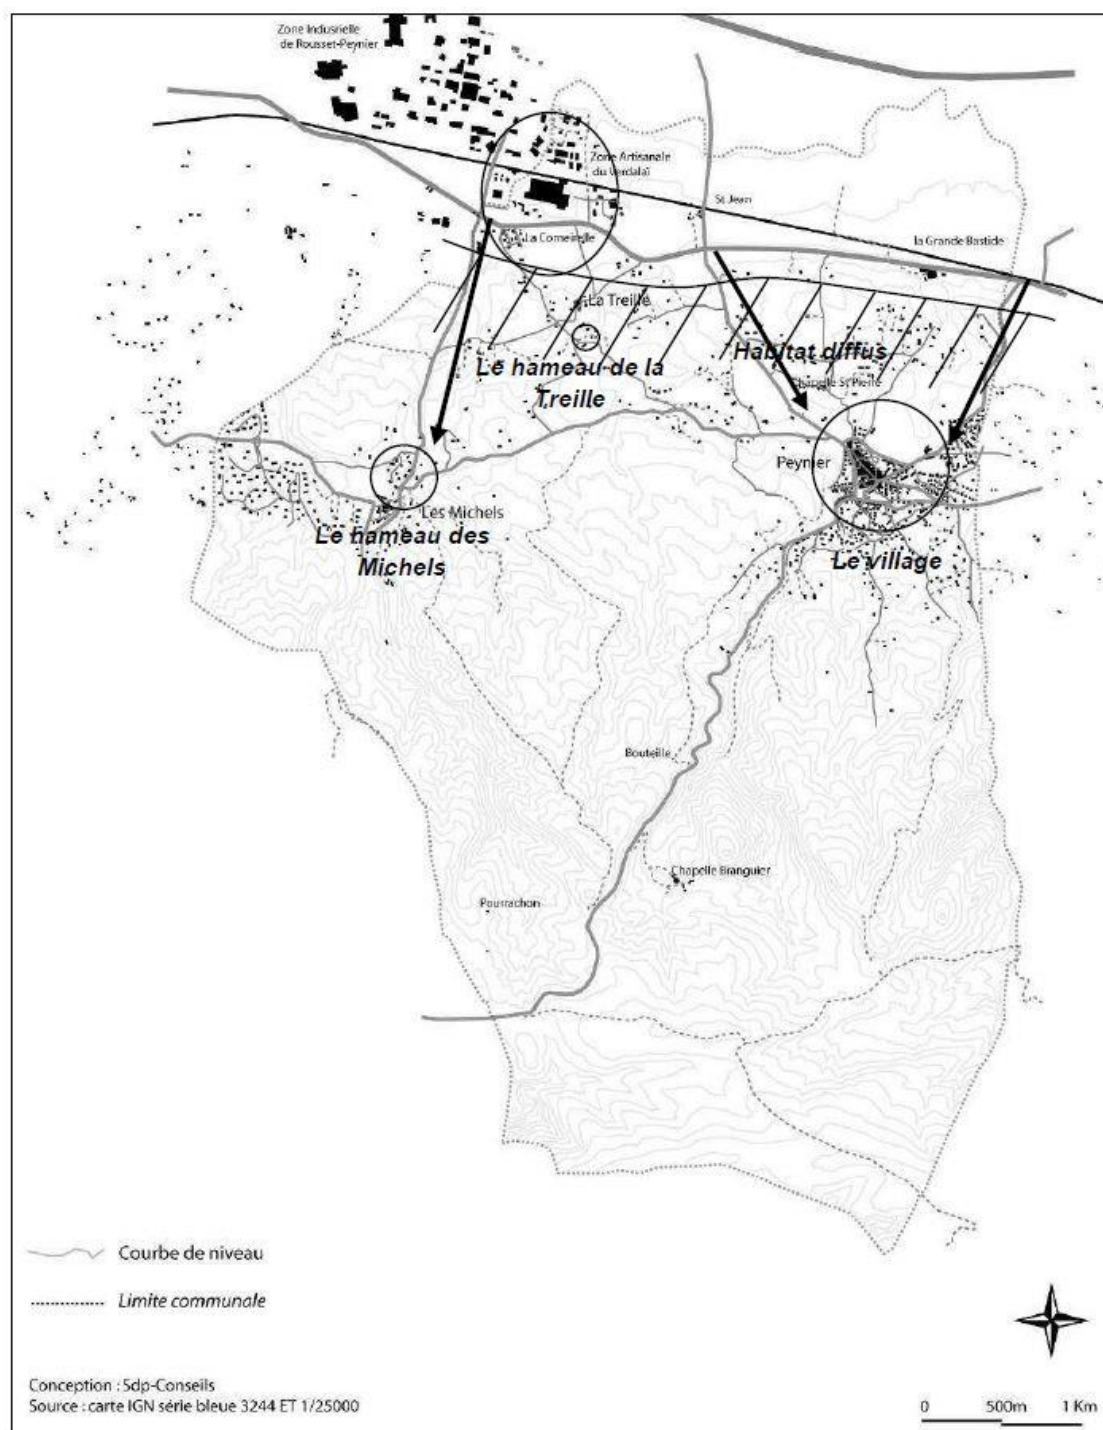 Zone Indusrielle
de Rousset-Peynier
Zone Artisanale
du Verdalaï
St Jean
La Corneirelle
la Grande Bastide
La Treille
Habitat diffus
Le hameau de la
Treille
Chapelle St Pierre
Peynier
Les Michels
Le hameau des
Michels
Le village
Bouteille
Chapelle Branguier
Pourrachon
Courbe de niveau
Limite communale
Conception : Sdp-Conseils
Source : carte IGN série bleue 3244 ET 1/25000
0 500m 1 Km